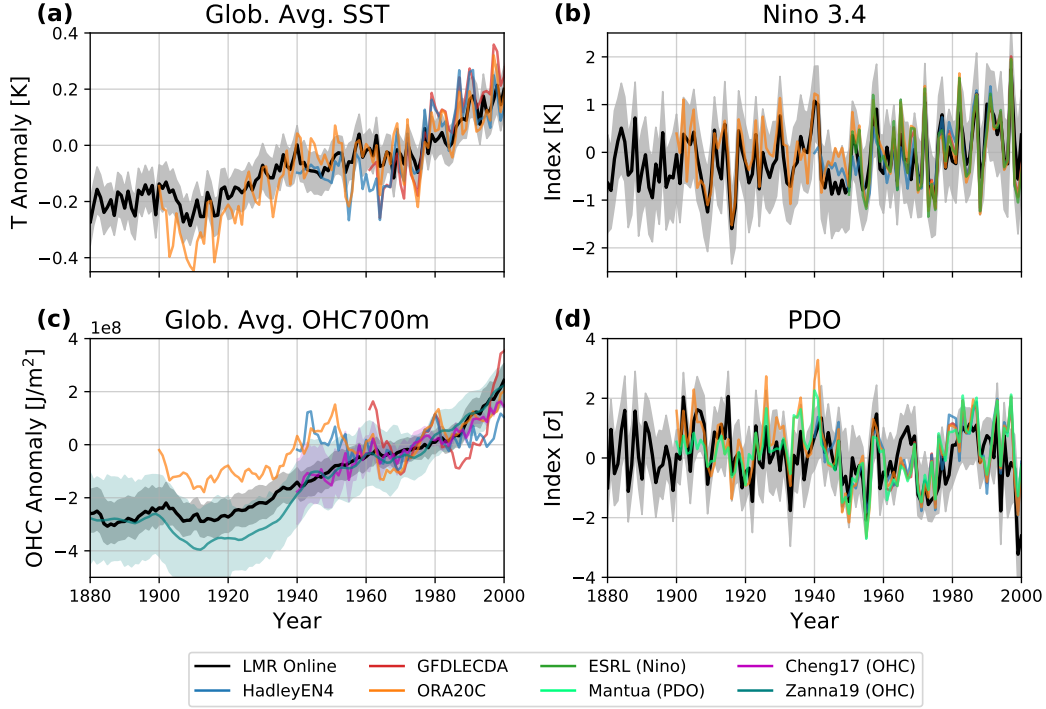 (a) Glob. Avg. SST
T Anomaly [K]
0.4
0.2
0.0
−0.2
−0.4
(b) Nino 3.4
Index [K]
2
1
0
−1
−2
(c) Glob. Avg. OHC700m
1e8
OHC Anomaly [J/m²]
4
2
0
−2
−4
1880 1900 1920 1940 1960 1980 2000
Year
(d) PDO
Index [σ]
4
2
0
−2
−4
1880 1900 1920 1940 1960 1980 2000
Year
LMR Online GFDLECDA ESRL (Nino) Cheng17 (OHC)
HadleyEN4 ORA20C Mantua (PDO) Zanna19 (OHC)